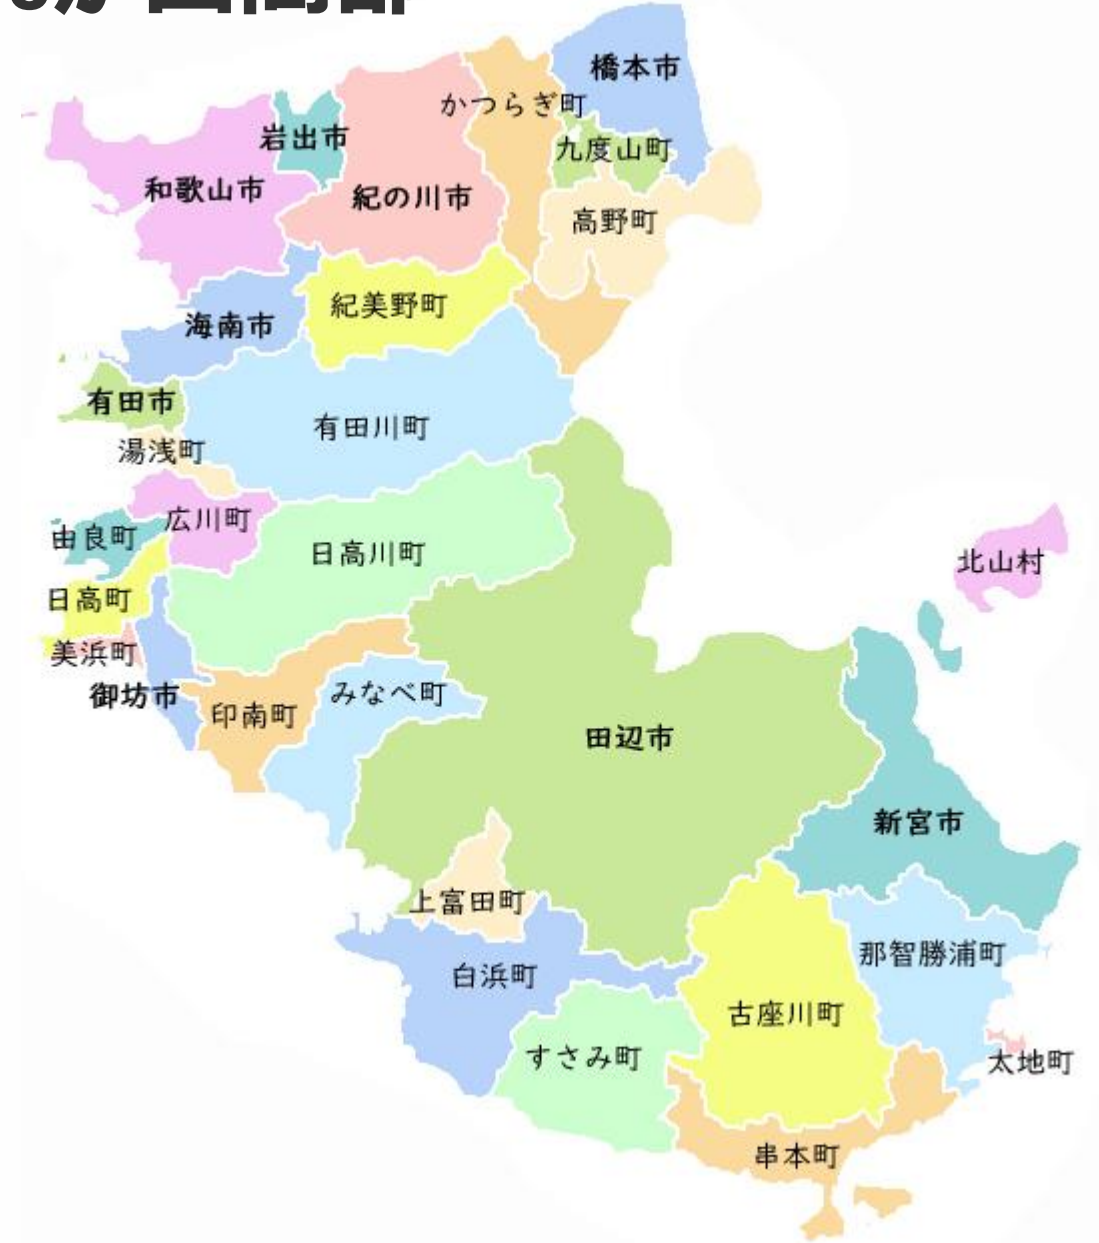 橋本市
かつらぎ町
岩出市
九度山町
和歌山市
紀の川市
高野町
紀美野町
海南市
有田市
有田川町
湯浅町
広川町
由良町
日高川町
北山村
日高町
美浜町
御坊市
みなべ町
印南町
田辺市
新宮市
上富田町
那智勝浦町
白浜町
古座川町
すさみ町
太地町
串本町